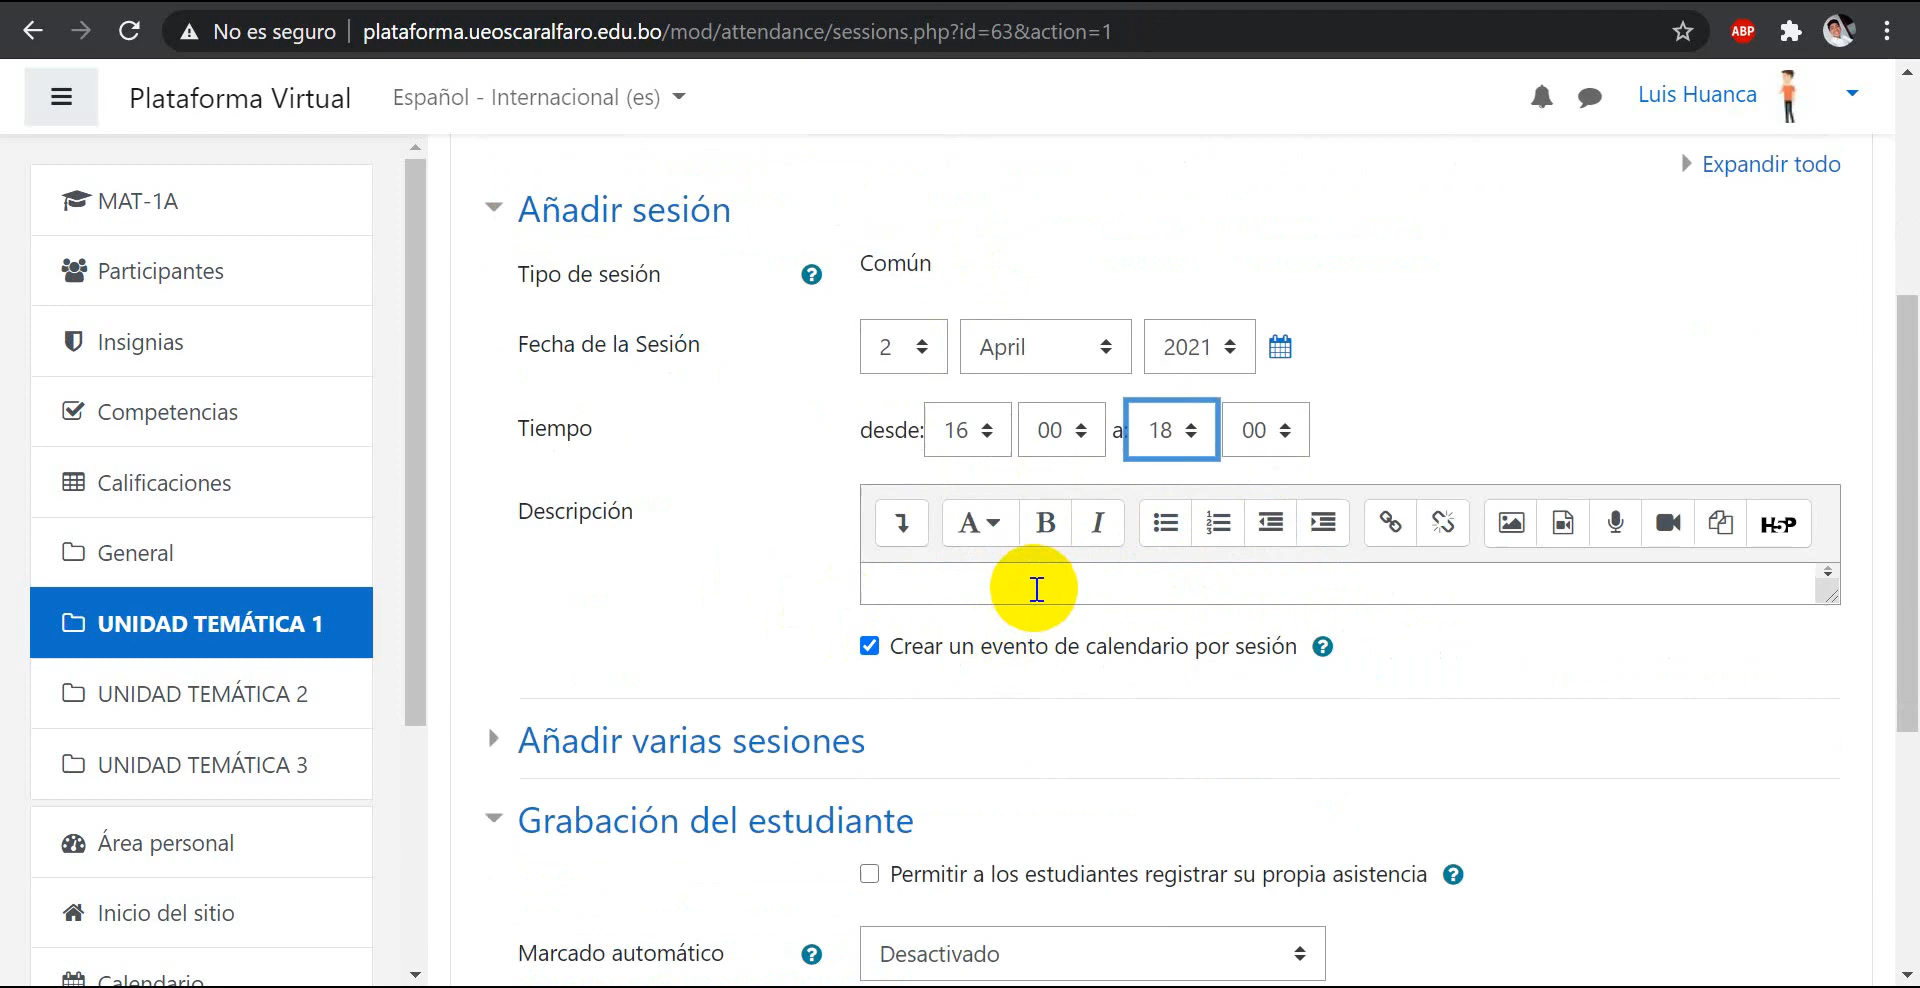 No es seguro plataforma.ueoscaralfaro.edu.bo/mod/attendance/sessions.php?id=63&action=1
ABP
Plataforma Virtual Español - Internacional (es) Luis Huanca
Expandir todo
MAT-1A
Participantes
Insignias
Competencias
Calificaciones
General
UNIDAD TEMÁTICA 1
UNIDAD TEMÁTICA 2
UNIDAD TEMÁTICA 3
Área personal
Inicio del sitio
Calendario
Añadir sesión
Tipo de sesión ? Común
Fecha de la Sesión 2 April 2021
Tiempo desde: 16 00 a: 18 00
Descripción
A B I H5P
Crear un evento de calendario por sesión ?
Añadir varias sesiones
Grabación del estudiante
Permitir a los estudiantes registrar su propia asistencia ?
Marcado automático ? Desactivado